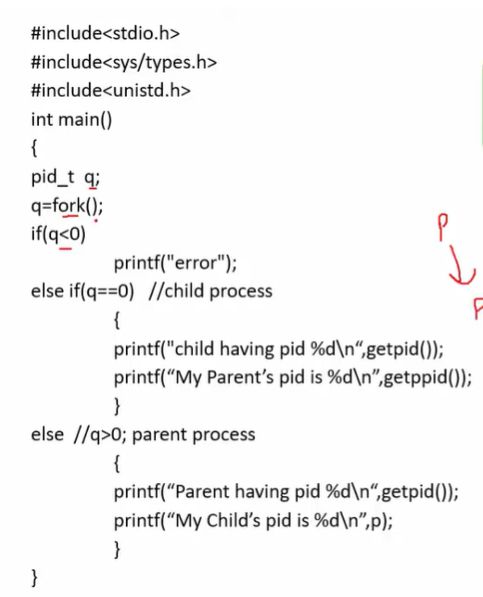 #include<stdio.h>
#include<sys/types.h>
#include<unistd.h>
int main()
{
pid_t q;
q=fork();
if(q<0)
printf("error");
else if(q==0) //child process
{
printf("child having pid %d\n“,getpid());
printf(“My Parent’s pid is %d\n”,getppid());
}
else //q>0; parent process
{
printf(“Parent having pid %d\n“,getpid());
printf(“My Child’s pid is %d\n”,p);
}
}
P
P